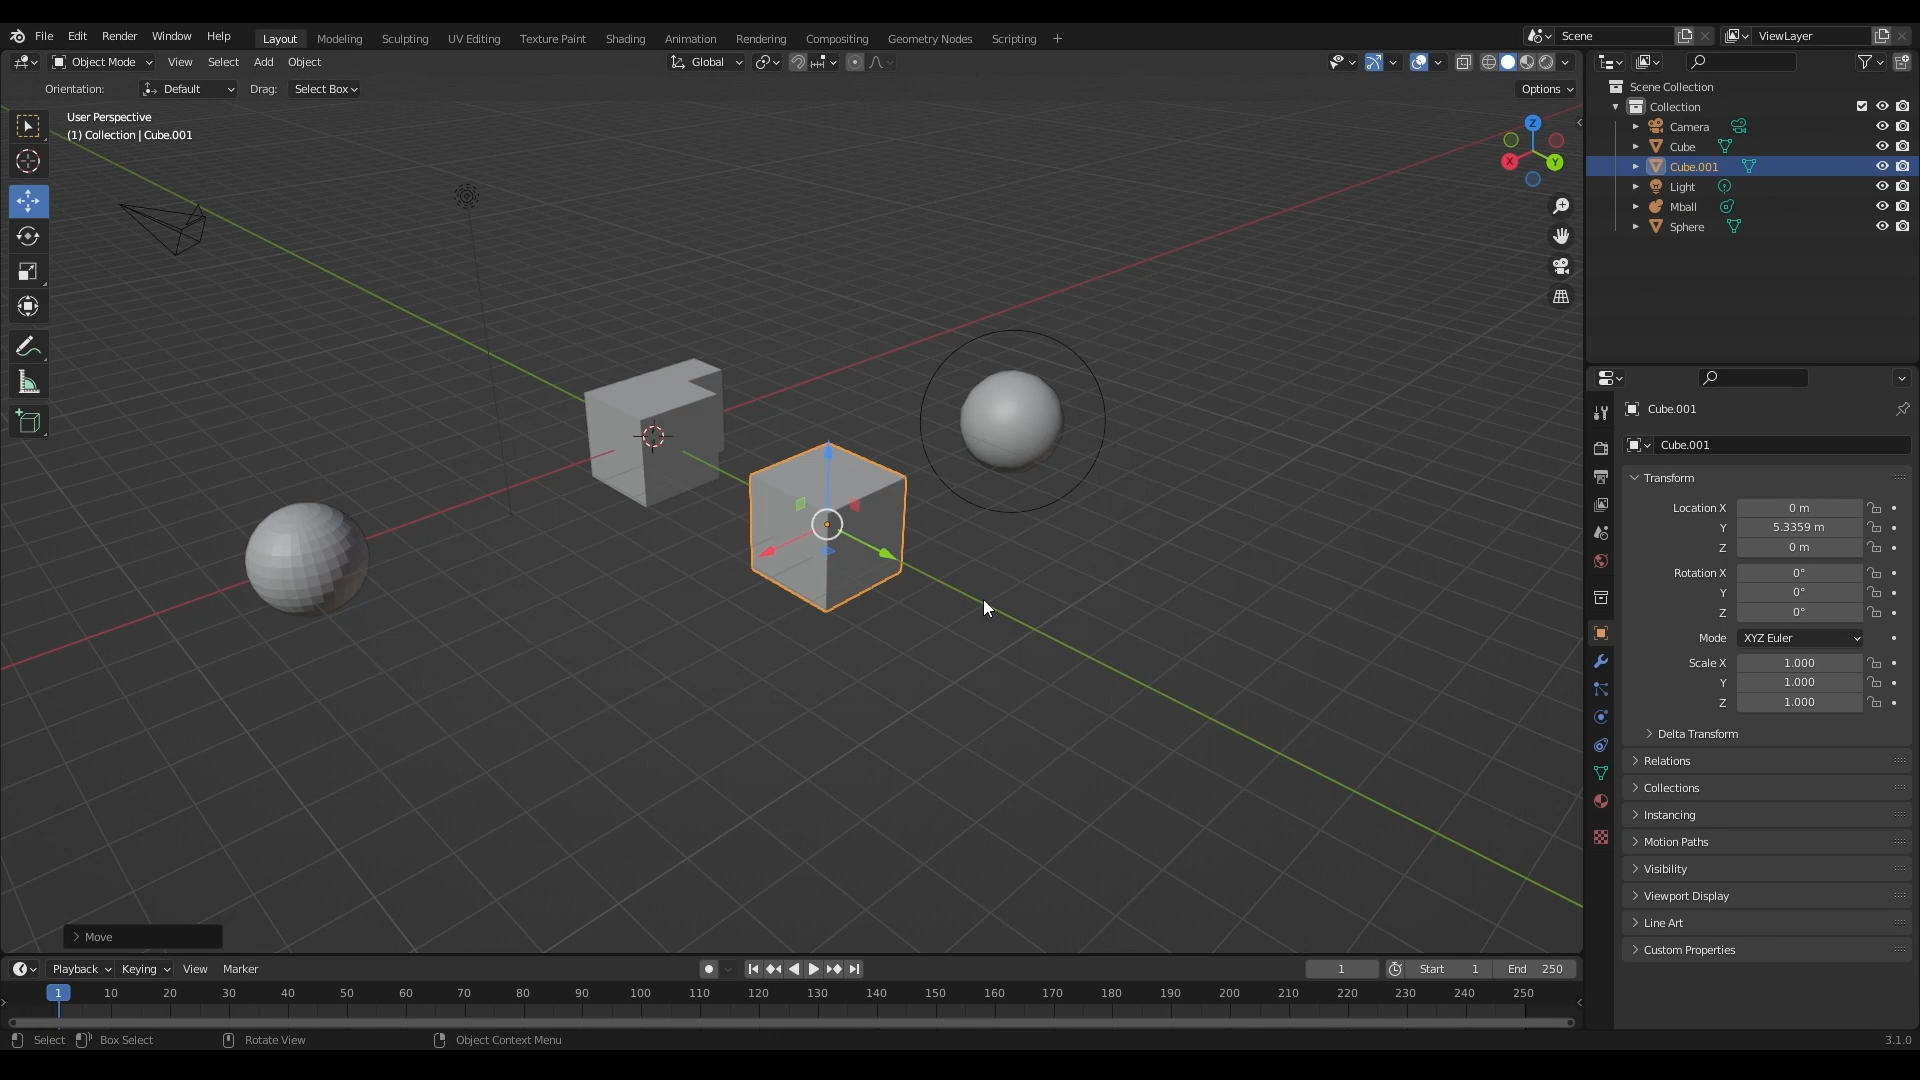 File Edit Render Window Help Layout Modeling Sculpting UV Editing Texture Paint Shading Animation Rendering Compositing Geometry Nodes Scripting + Scene ViewLayer
Object Mode View Select Add Object Global
Orientation: Default Drag: Select Box Options
User Perspective
(1) Collection | Cube.001
Z
X Y
Scene Collection
Collection
Camera
Cube
Cube.001
Light
Mball
Sphere
Cube.001
Cube.001
Transform
Location X 0 m
Y 5.3359 m
Z 0 m
Rotation X 0°
Y 0°
Z 0°
Mode XYZ Euler
Scale X 1.000
Y 1.000
Z 1.000
Delta Transform
Relations
Collections
Instancing
Motion Paths
Visibility
Viewport Display
Line Art
Custom Properties
Move
Playback Keying View Marker 1 Start 1 End 250
1 10 20 30 40 50 60 70 80 90 100 110 120 130 140 150 160 170 180 190 200 210 220 230 240 250
Select Box Select Rotate View Object Context Menu 3.1.0